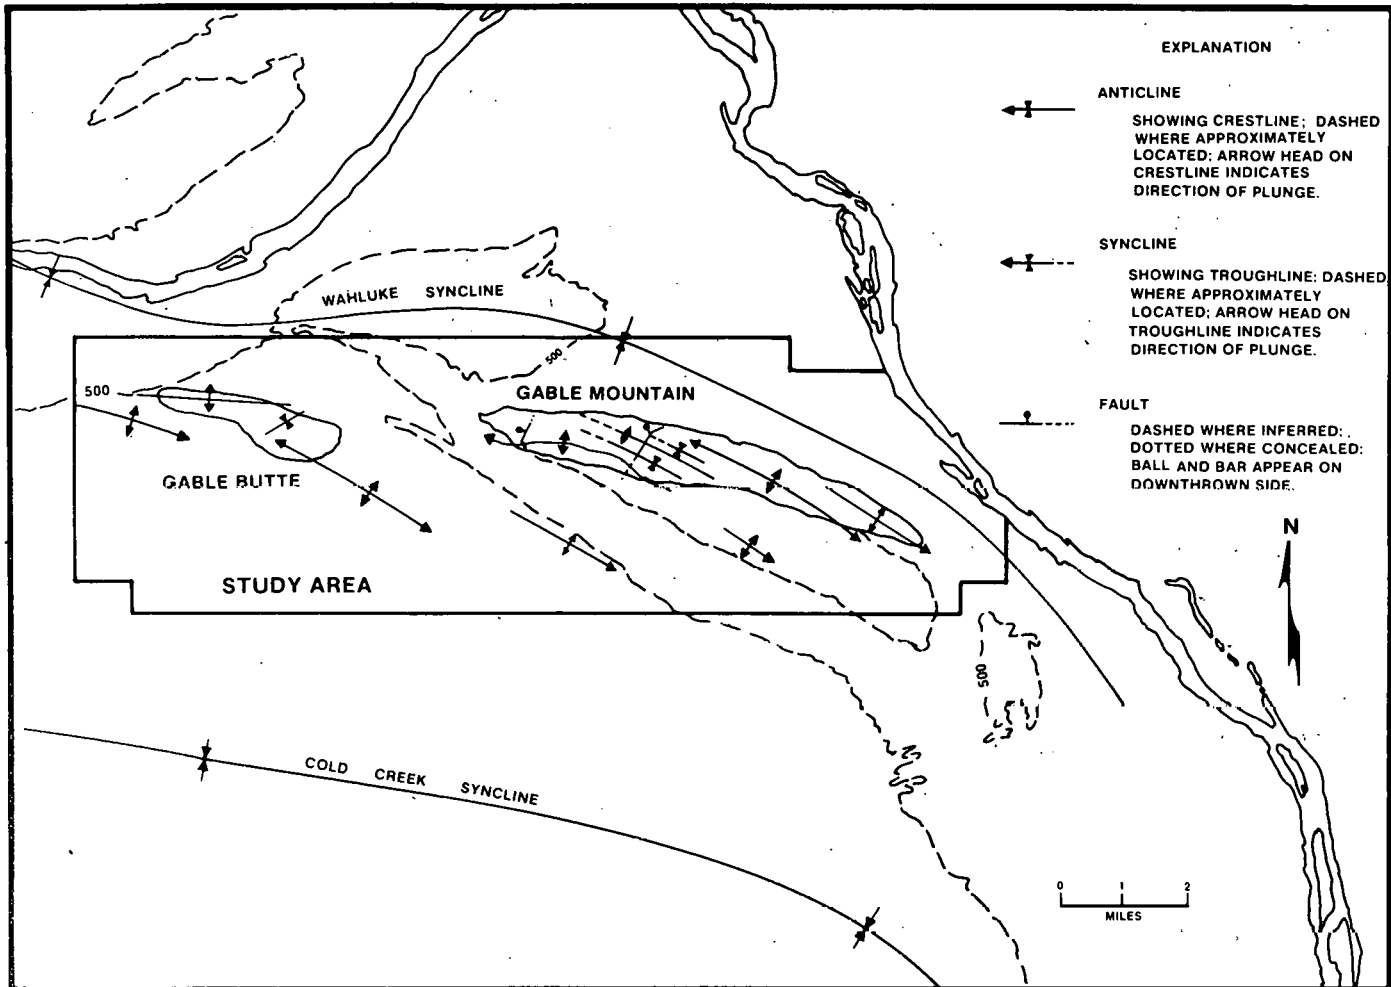 EXPLANATION
ANTICLINE
SHOWING CRESTLINE; DASHED
WHERE APPROXIMATELY
LOCATED: ARROW HEAD ON
CRESTLINE INDICATES
DIRECTION OF PLUNGE.
SYNCLINE
SHOWING TROUGHLINE: DASHED
WHERE APPROXIMATELY
LOCATED; ARROW HEAD ON
TROUGHLINE INDICATES
DIRECTION OF PLUNGE.
FAULT
DASHED WHERE INFERRED;
DOTTED WHERE CONCEALED:
BALL AND BAR APPEAR ON
DOWNTHROWN SIDE.
WAHLUKE SYNCLINE
500
GABLE MOUNTAIN
500
GABLE BUTTE
STUDY AREA
N
500
COLD CREEK SYNCLINE
0 1 2
MILES